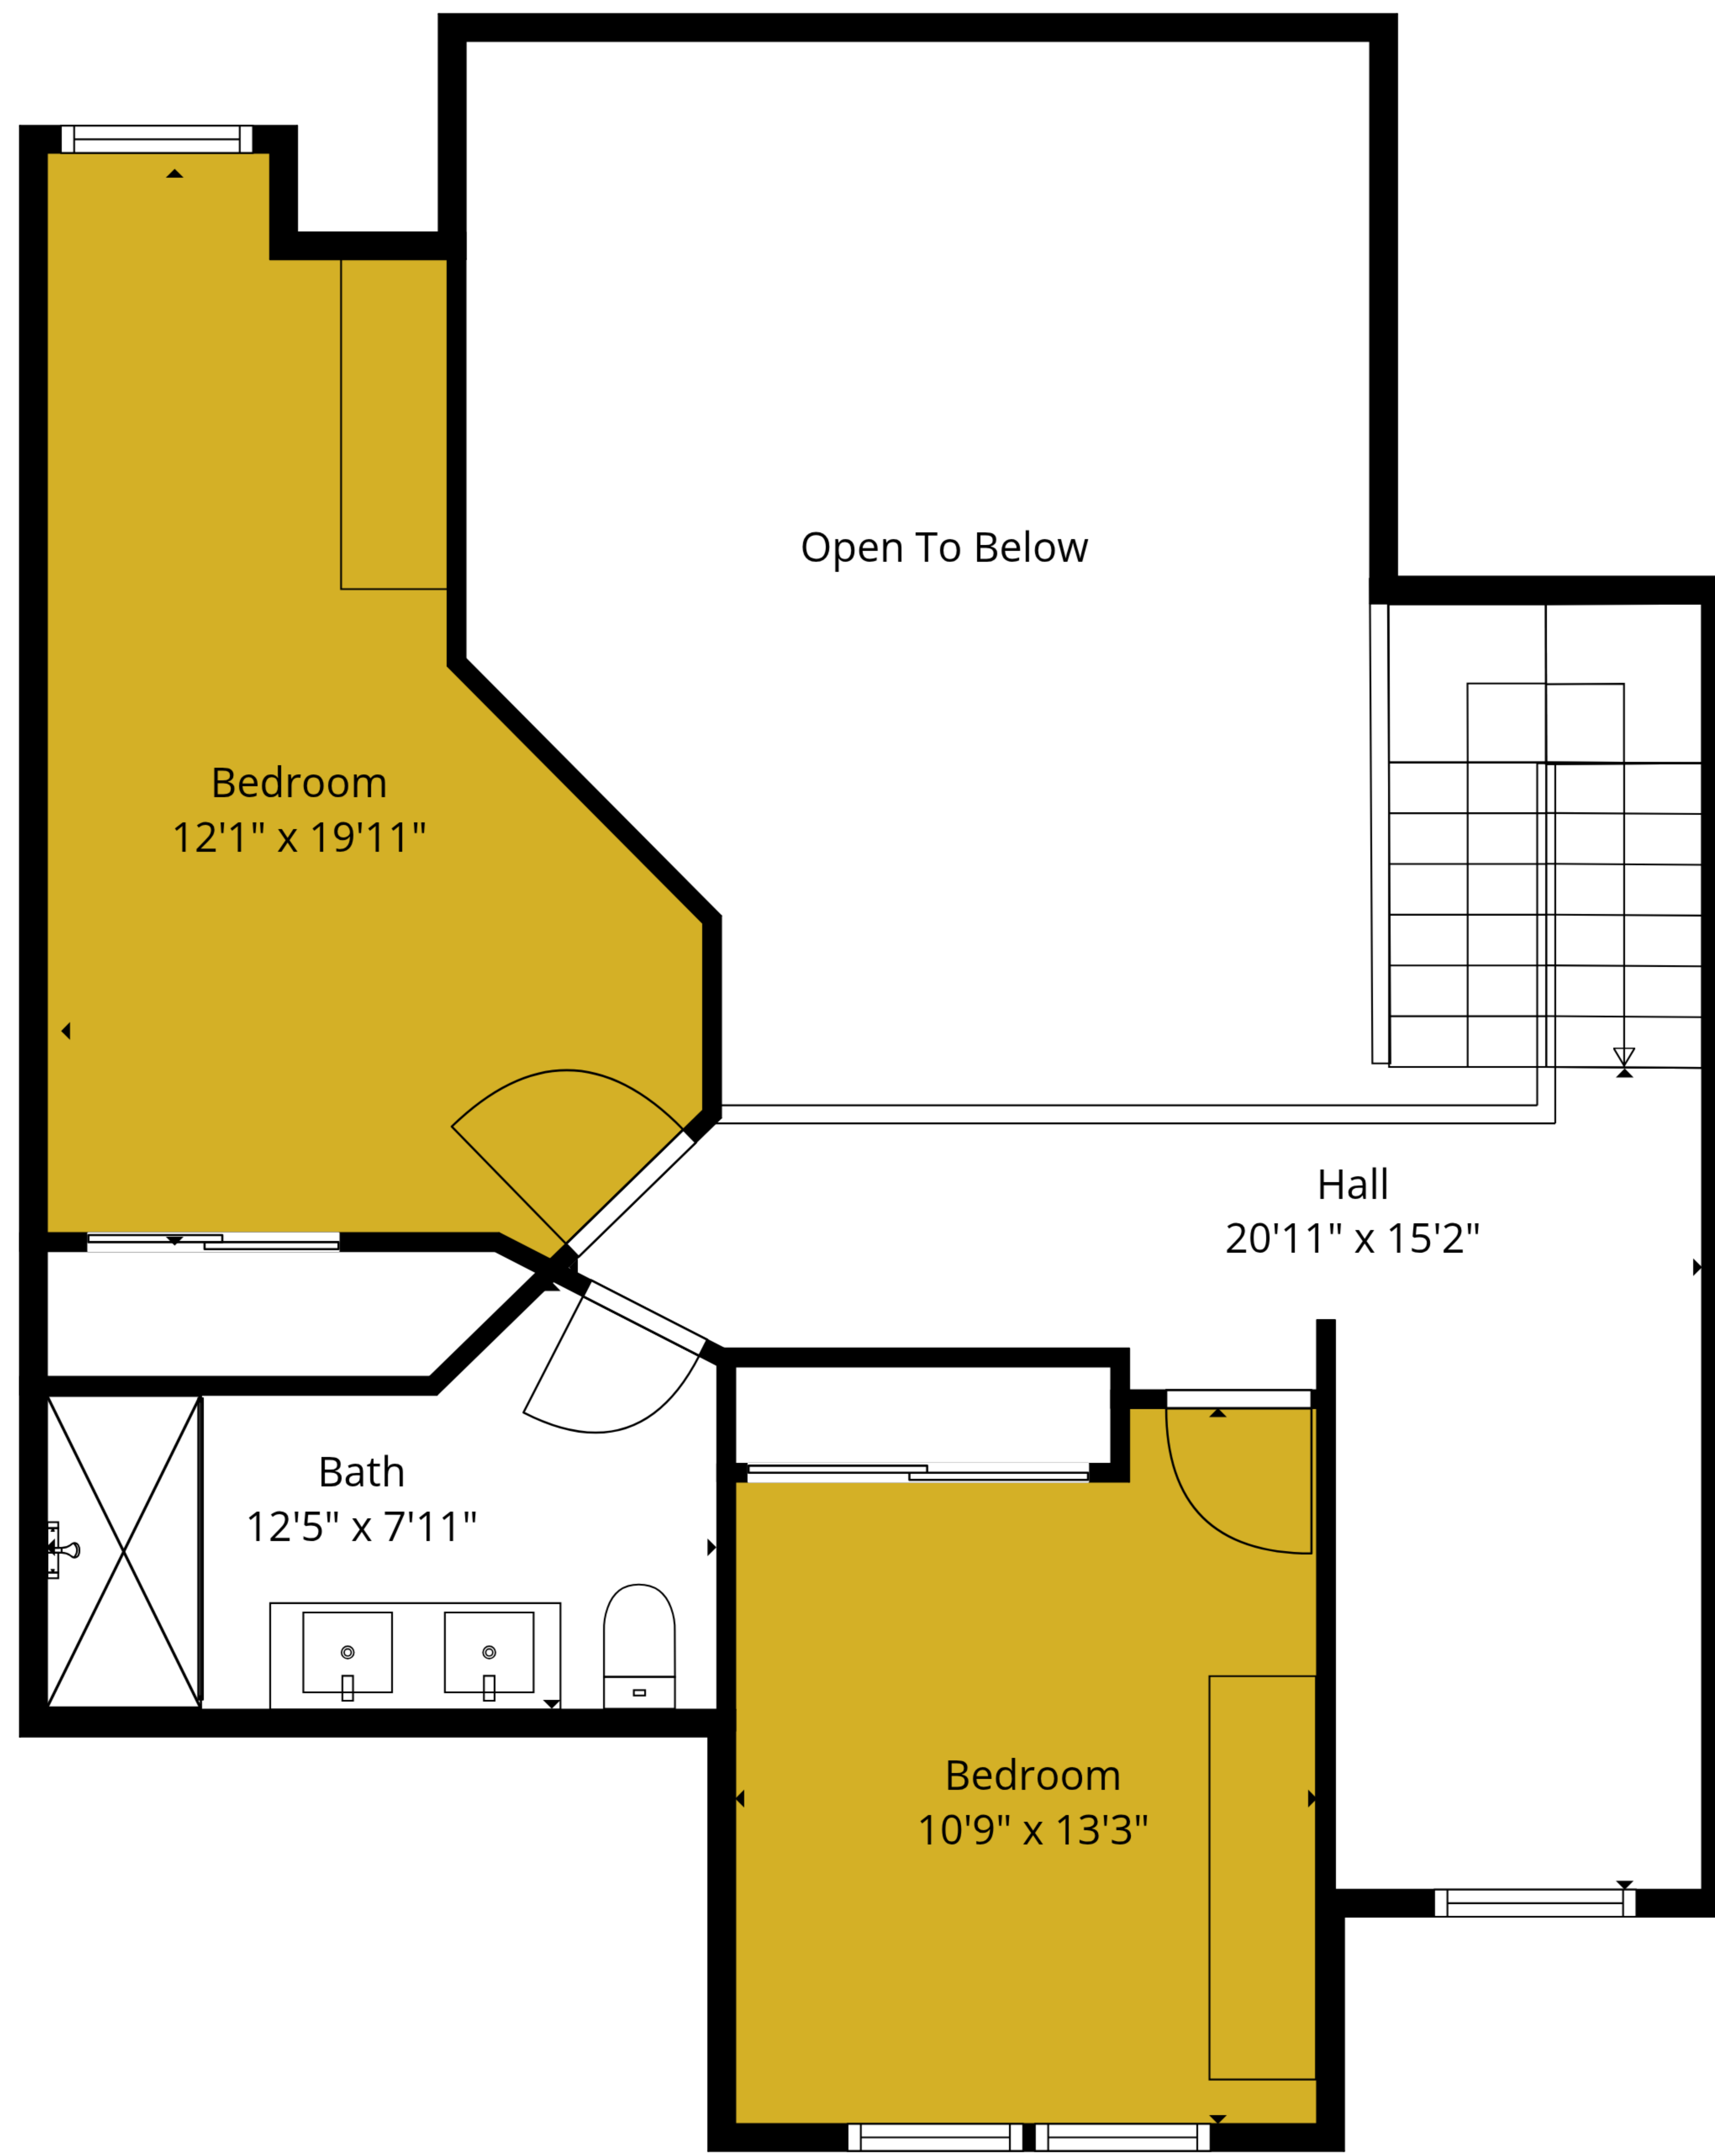 Open To Below
Bedroom
12'1" x 19'11"
Hall
20'11" x 15'2"
Bath
12'5" x 7'11"
Bedroom
10'9" x 13'3"